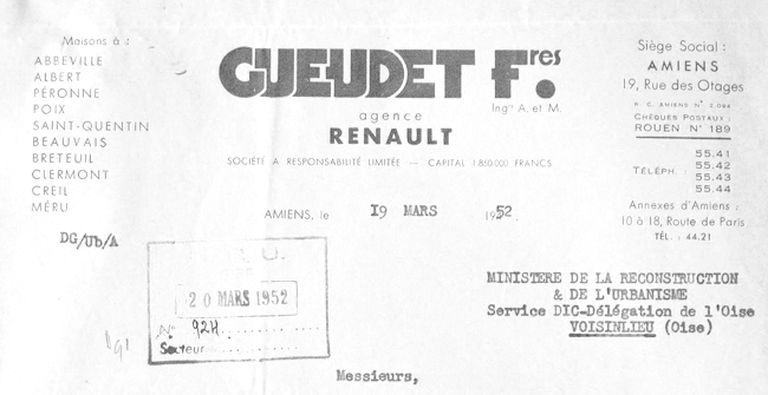 Maisons à :
ABBEVILLE
ALBERT
PÉRONNE
POIX
SAINT-QUENTIN
BEAUVAIS
BRETEUIL
CLERMONT
CREIL
MÉRU
GUEUDET Fres
Ingrs A. et M.
agence
RENAULT
SOCIÉTÉ A RESPONSABILITÉ LIMITÉE — CAPITAL 1.850.000 FRANCS
Siège Social :
AMIENS
19, Rue des Otages
R. C. AMIENS N° 2.094
CHÈQUES POSTAUX :
ROUEN N° 189
TÉLÉPH. :
55.41
55.42
55.43
55.44
Annexes d'Amiens :
10 à 18, Route de Paris
TÉL. : 44.21
AMIENS, le 19 MARS 1952.
DG/Ub/A
20 MARS 1952
N° 924
Secteur
MINISTERE DE LA RECONSTRUCTION
& DE L'URBANISME
Service DIC-Délégation de l'Oise
VOISINLIEU (Oise)
Messieurs,